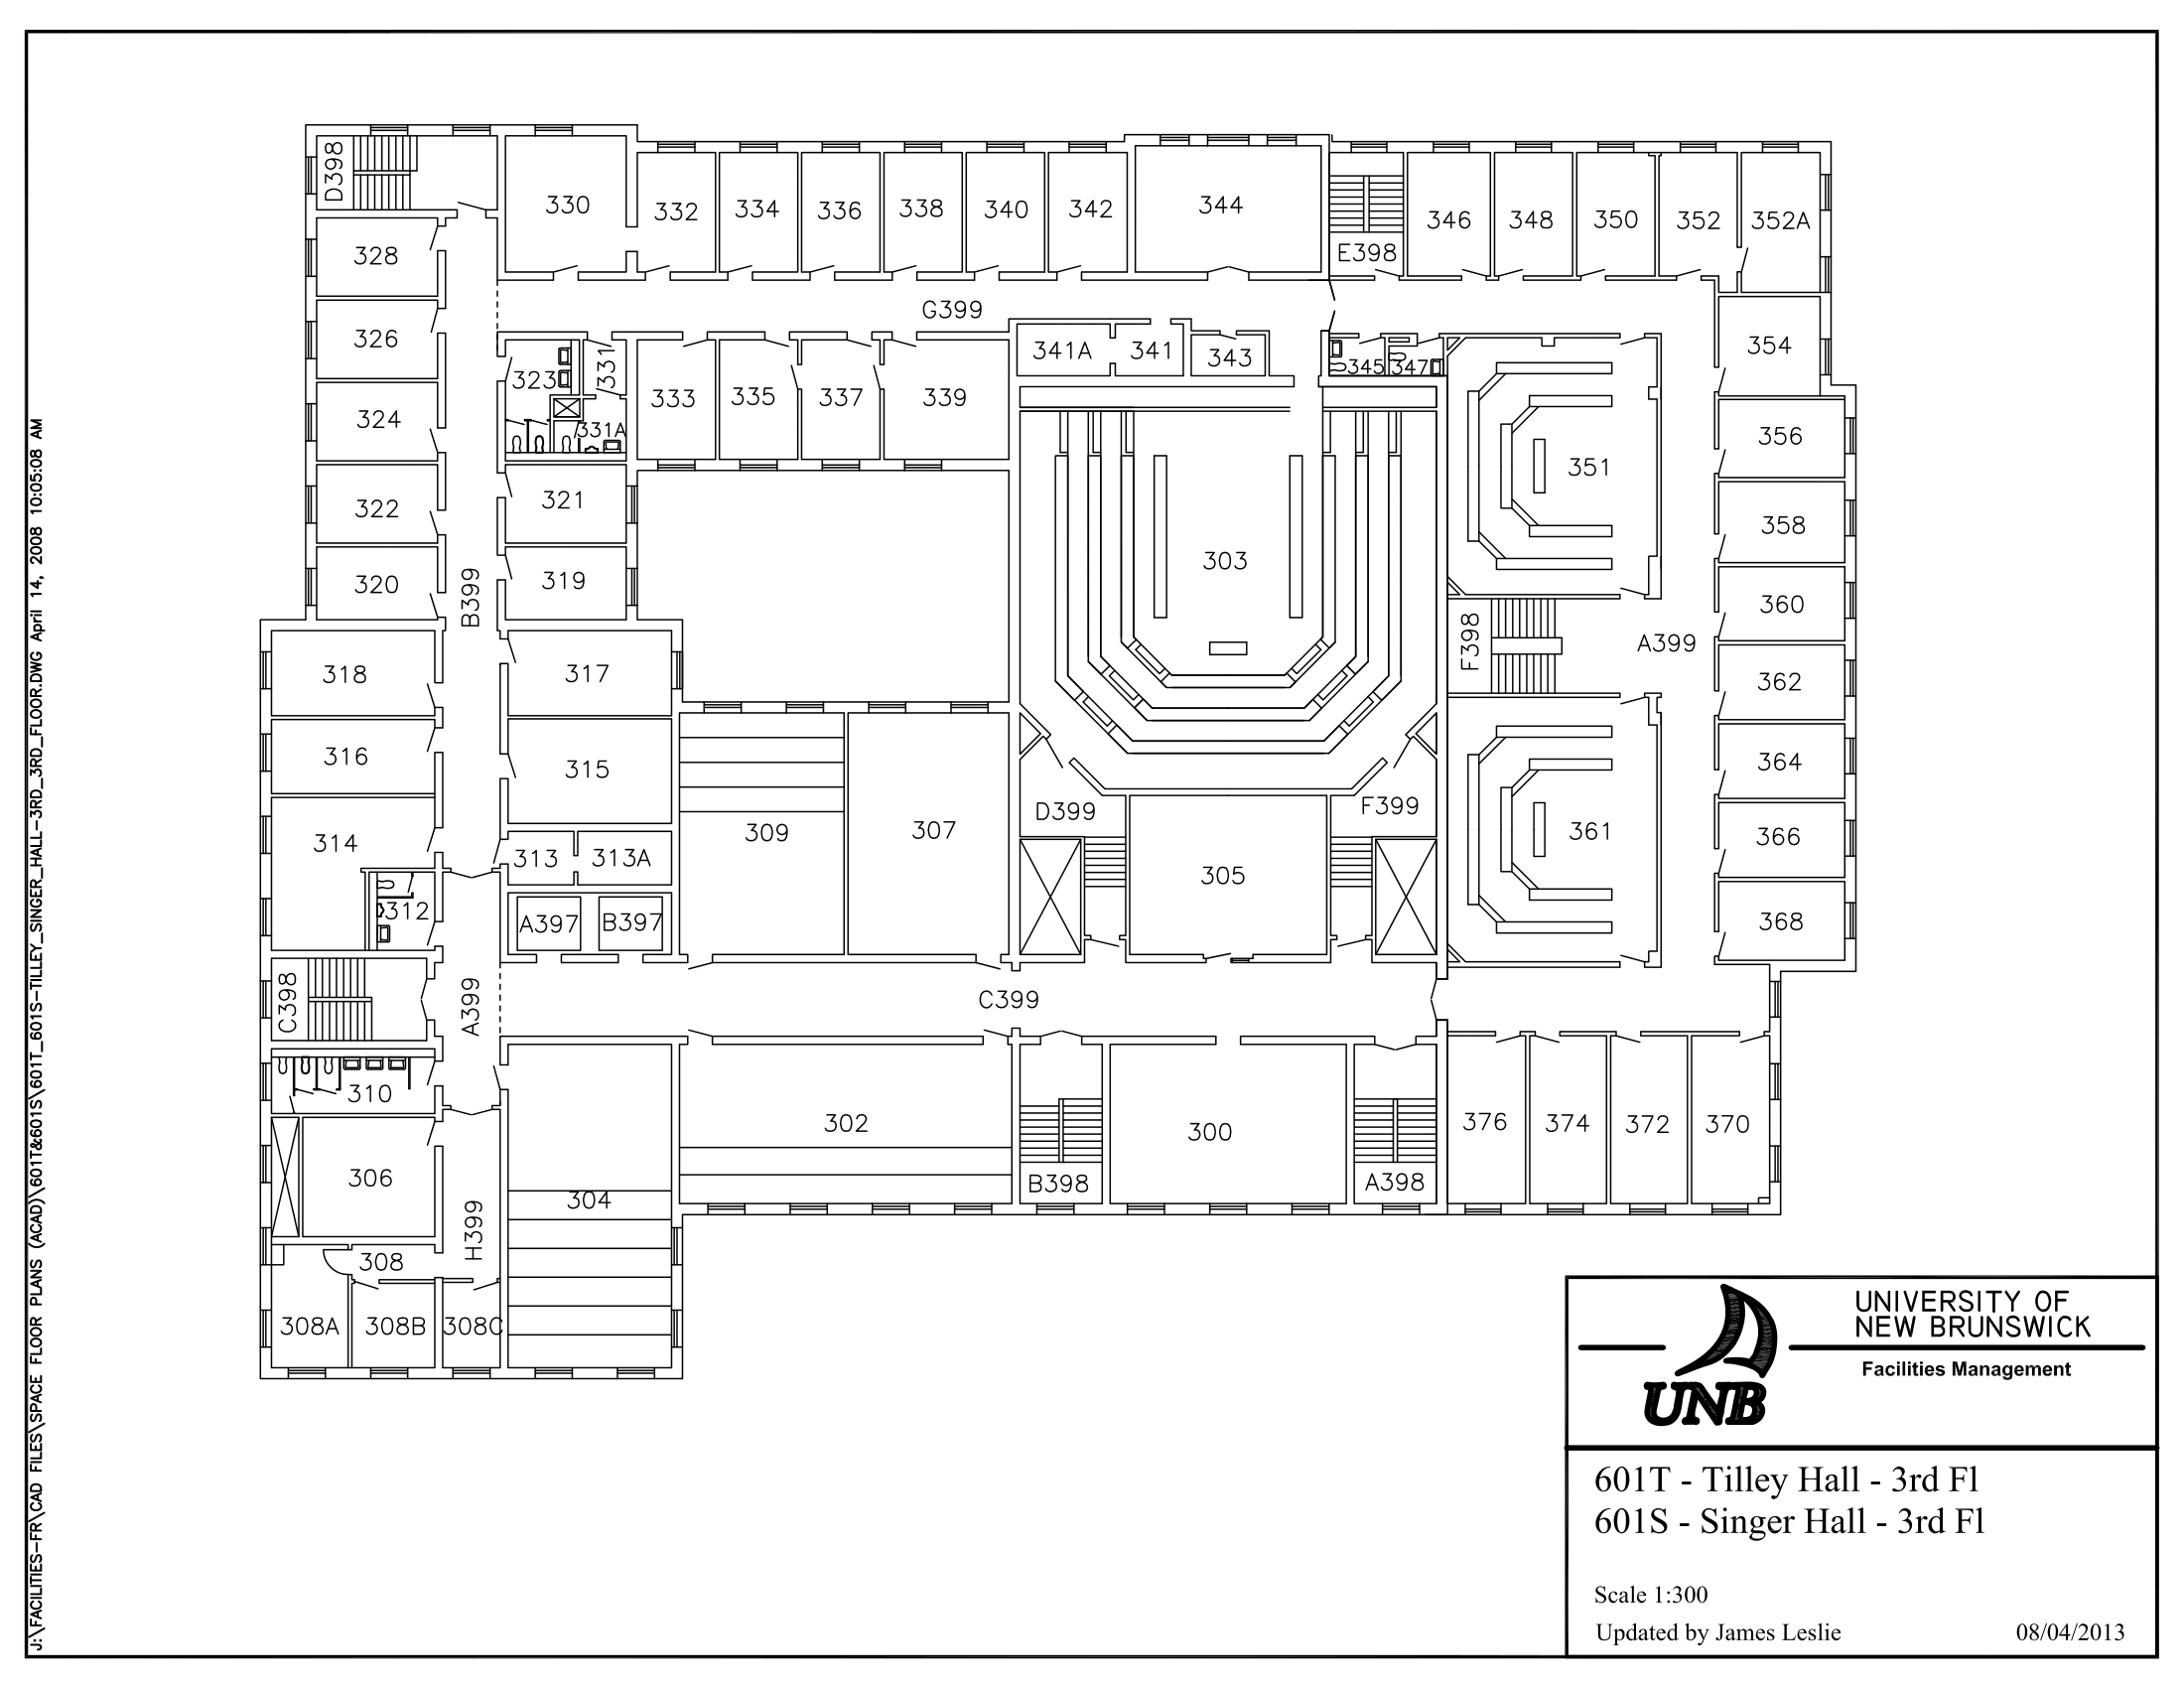 D398
330
332
334
336
338
340
342
344
E398
346
348
350
352
352A
328
326
324
322
320
G399
323
331
331A
333
335
337
339
341A
341
343
345
347
354
356
358
360
362
364
366
368
351
303
321
319
B399
318
317
316
315
314
313
313A
312
A397
B397
309
307
D399
F399
305
F398
A399
361
C398
A399
C399
310
306
H399
304
302
B398
300
A398
376
374
372
370
308
308A
308B
308C
J:\FACILITIES-FR\CAD FILES\SPACE FLOOR PLANS (ACAD)\601T&601S\601T_601S-TILLEY_SINGER_HALL-3RD_3RD_FLOOR.DWG April 14, 2008 10:05:08 AM
UNIVERSITY OF
NEW BRUNSWICK
Facilities Management
UNB
601T - Tilley Hall - 3rd Fl
601S - Singer Hall - 3rd Fl
Scale 1:300
Updated by James Leslie 08/04/2013